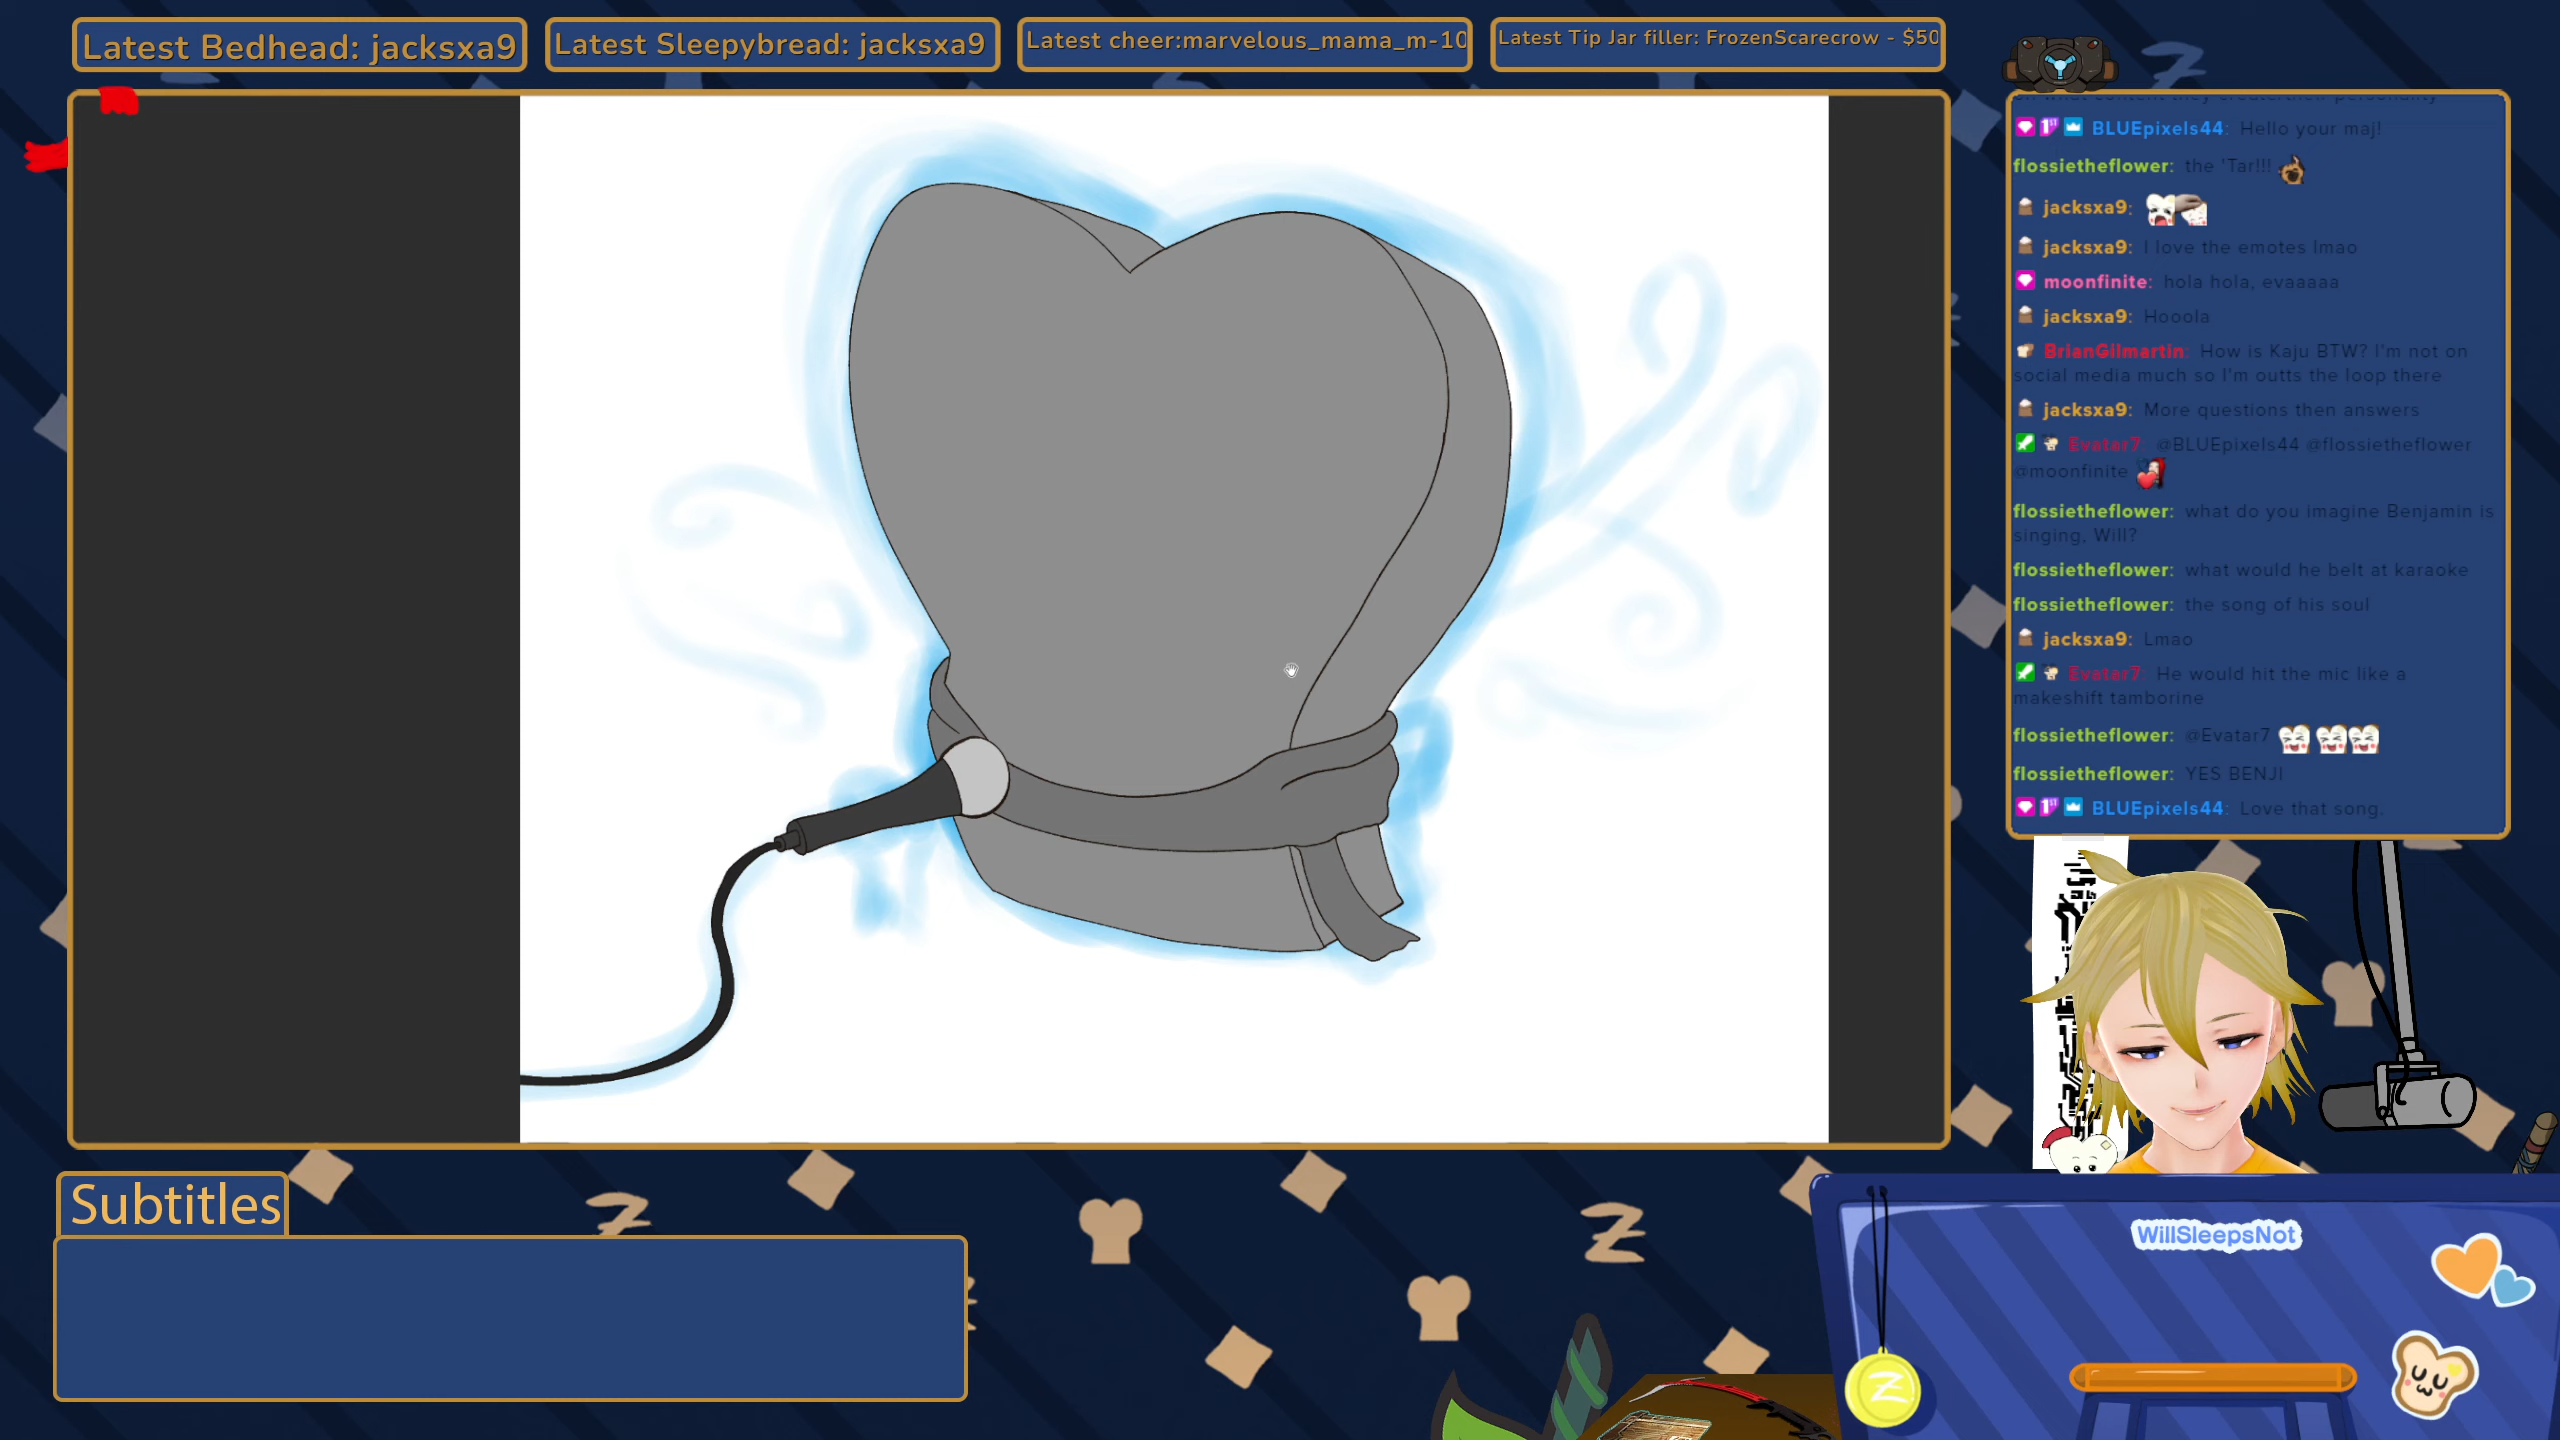 Latest Bedhead: jacksxa9
Latest Sleepybread: jacksxa9
Latest cheer:marvelous_mama_m-10
Latest Tip Jar filler: FrozenScarecrow - $50
BLUEpixels44: Hello your maj!
flossietheflower: the 'Tar!!!
jacksxa9:
jacksxa9: I love the emotes lmao
moonfinite: hola hola, evaaaaa
jacksxa9: Hooola
BrianGilmartin: How is Kaju BTW? I'm not on
social media much so I'm outts the loop there
jacksxa9: More questions then answers
Evatar7: @BLUEpixels44 @flossietheflower
@moonfinite
flossietheflower: what do you imagine Benjamin is
singing, Will?
flossietheflower: what would he belt at karaoke
flossietheflower: the song of his soul
jacksxa9: Lmao
Evatar7: He would hit the mic like a
makeshift tamborine
flossietheflower: @Evatar7
flossietheflower: YES BENJI
BLUEpixels44: Love that song.
Subtitles
WillSleepsNot
Z